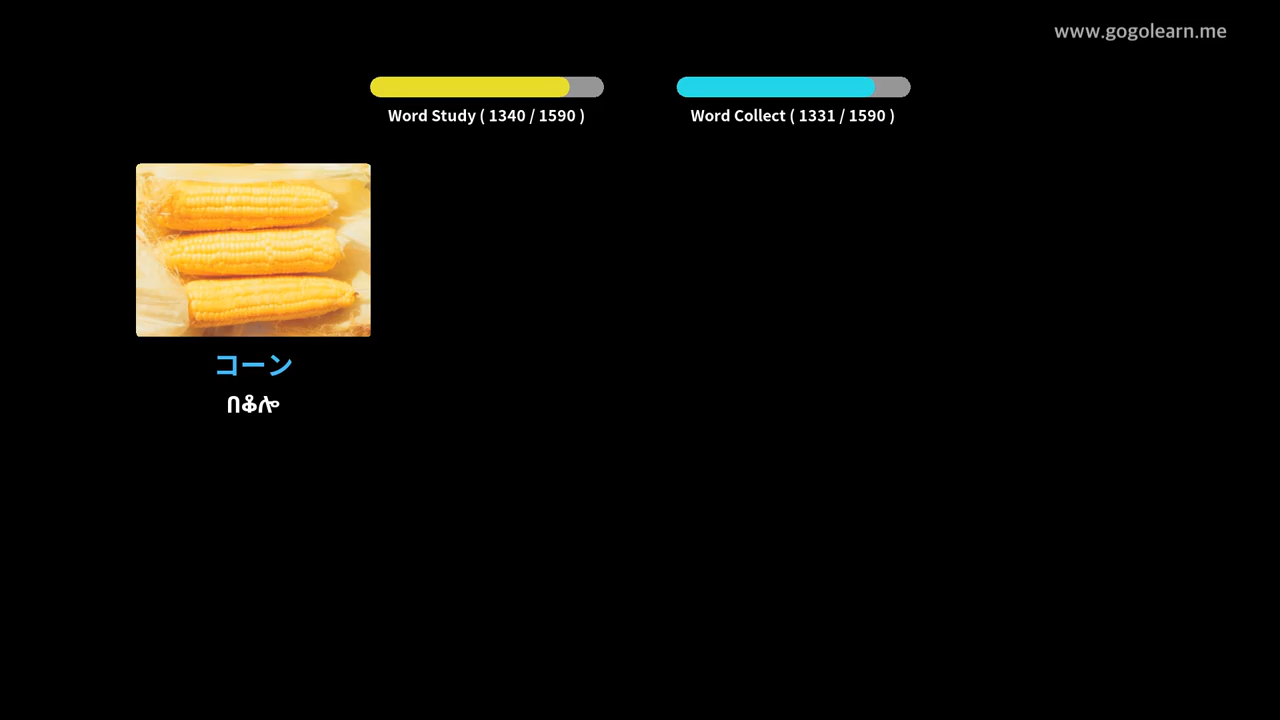 www.gogolearn.me
Word Study ( 1340 / 1590 )
Word Collect ( 1331 / 1590 )
コーン
በቆሎ